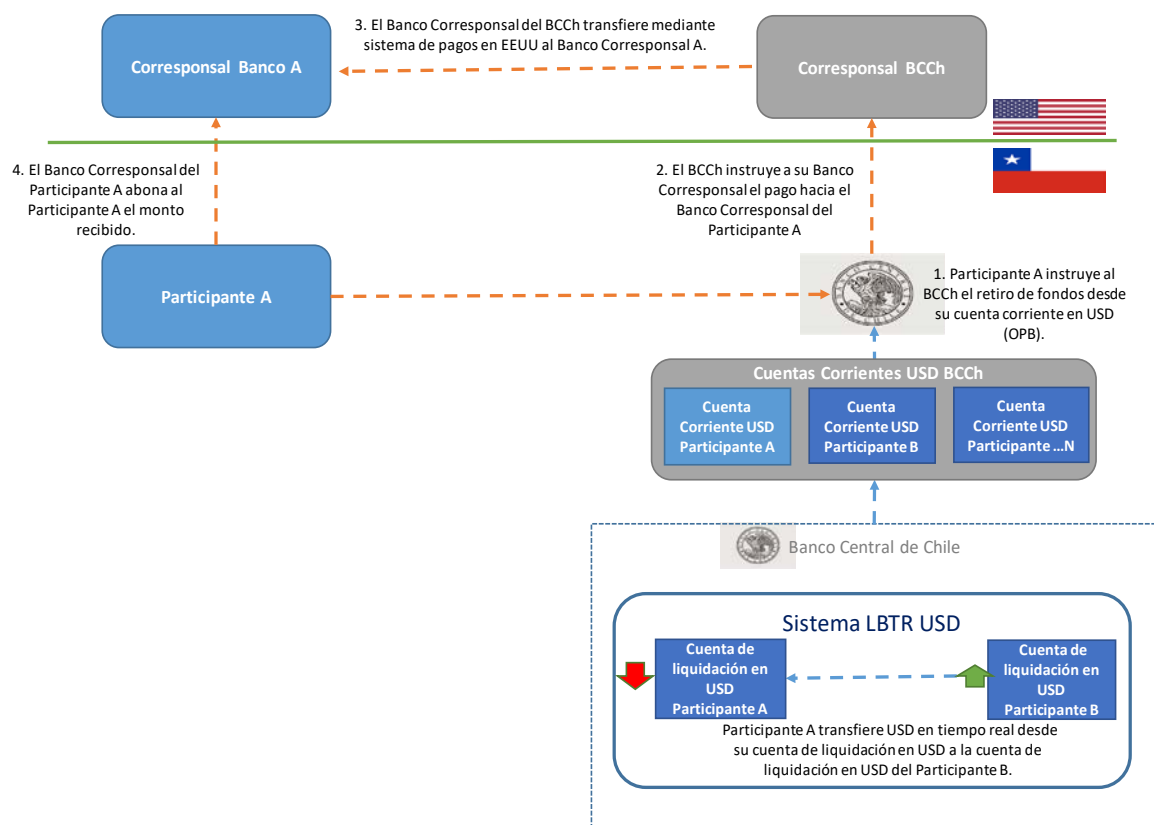 3. El Banco Corresponsal del BCCh transfiere mediante
sistema de pagos en EEUU al Banco Corresponsal A.
Corresponsal Banco A
Corresponsal BCCh
4. El Banco Corresponsal del
Participante A abona al
Participante A el monto
recibido.
2. El BCCh instruye a su Banco
Corresponsal el pago hacia el
Banco Corresponsal del
Participante A
Participante A
1. Participante A instruye al
BCCh el retiro de fondos desde
su cuenta corriente en USD
(OPB).
Cuentas Corrientes USD BCCh
Cuenta
Corriente USD
Participante A
Cuenta
Corriente USD
Participante B
Cuenta
Corriente USD
Participante ...N
Banco Central de Chile
Sistema LBTR USD
Cuenta de
liquidación en
USD
Participante A
Cuenta de
liquidación en
USD
Participante B
Participante A transfiere USD en tiempo real desde
su cuenta de liquidación en USD a la cuenta de
liquidación en USD del Participante B.